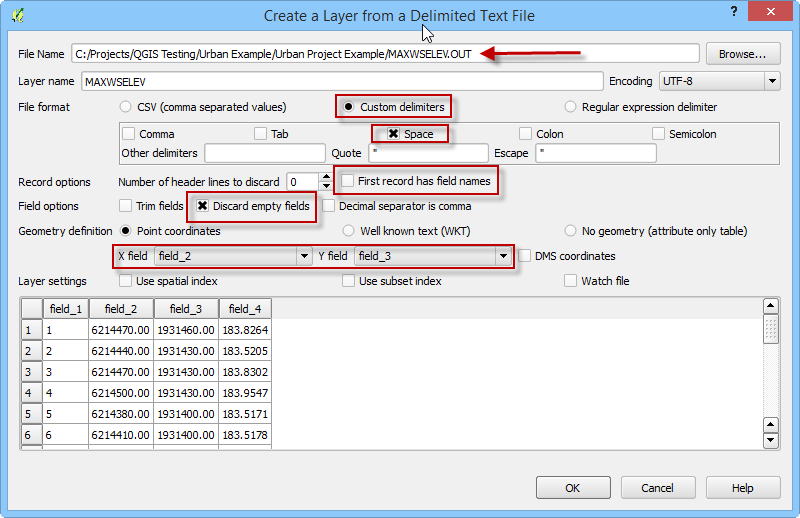 Create a Layer from a Delimited Text File
?
File Name C:/Projects/QGIS Testing/Urban Example/Urban Project Example/MAXWSELEV.OUT Browse...
Layer name MAXWSELEV Encoding UTF-8
File format CSV (comma separated values) Custom delimiters Regular expression delimiter
Comma Tab Space Colon Semicolon
Other delimiters Quote " Escape "
Record options Number of header lines to discard 0 First record has field names
Field options Trim fields Discard empty fields Decimal separator is comma
Geometry definition Point coordinates Well known text (WKT) No geometry (attribute only table)
X field field_2 Y field field_3 DMS coordinates
Layer settings Use spatial index Use subset index Watch file
field_1 field_2 field_3 field_4
1 1 6214470.00 1931460.00 183.8264
2 2 6214440.00 1931430.00 183.5205
3 3 6214470.00 1931430.00 183.8302
4 4 6214500.00 1931430.00 183.9547
5 5 6214380.00 1931400.00 183.5171
6 6 6214410.00 1931400.00 183.5178
OK Cancel Help